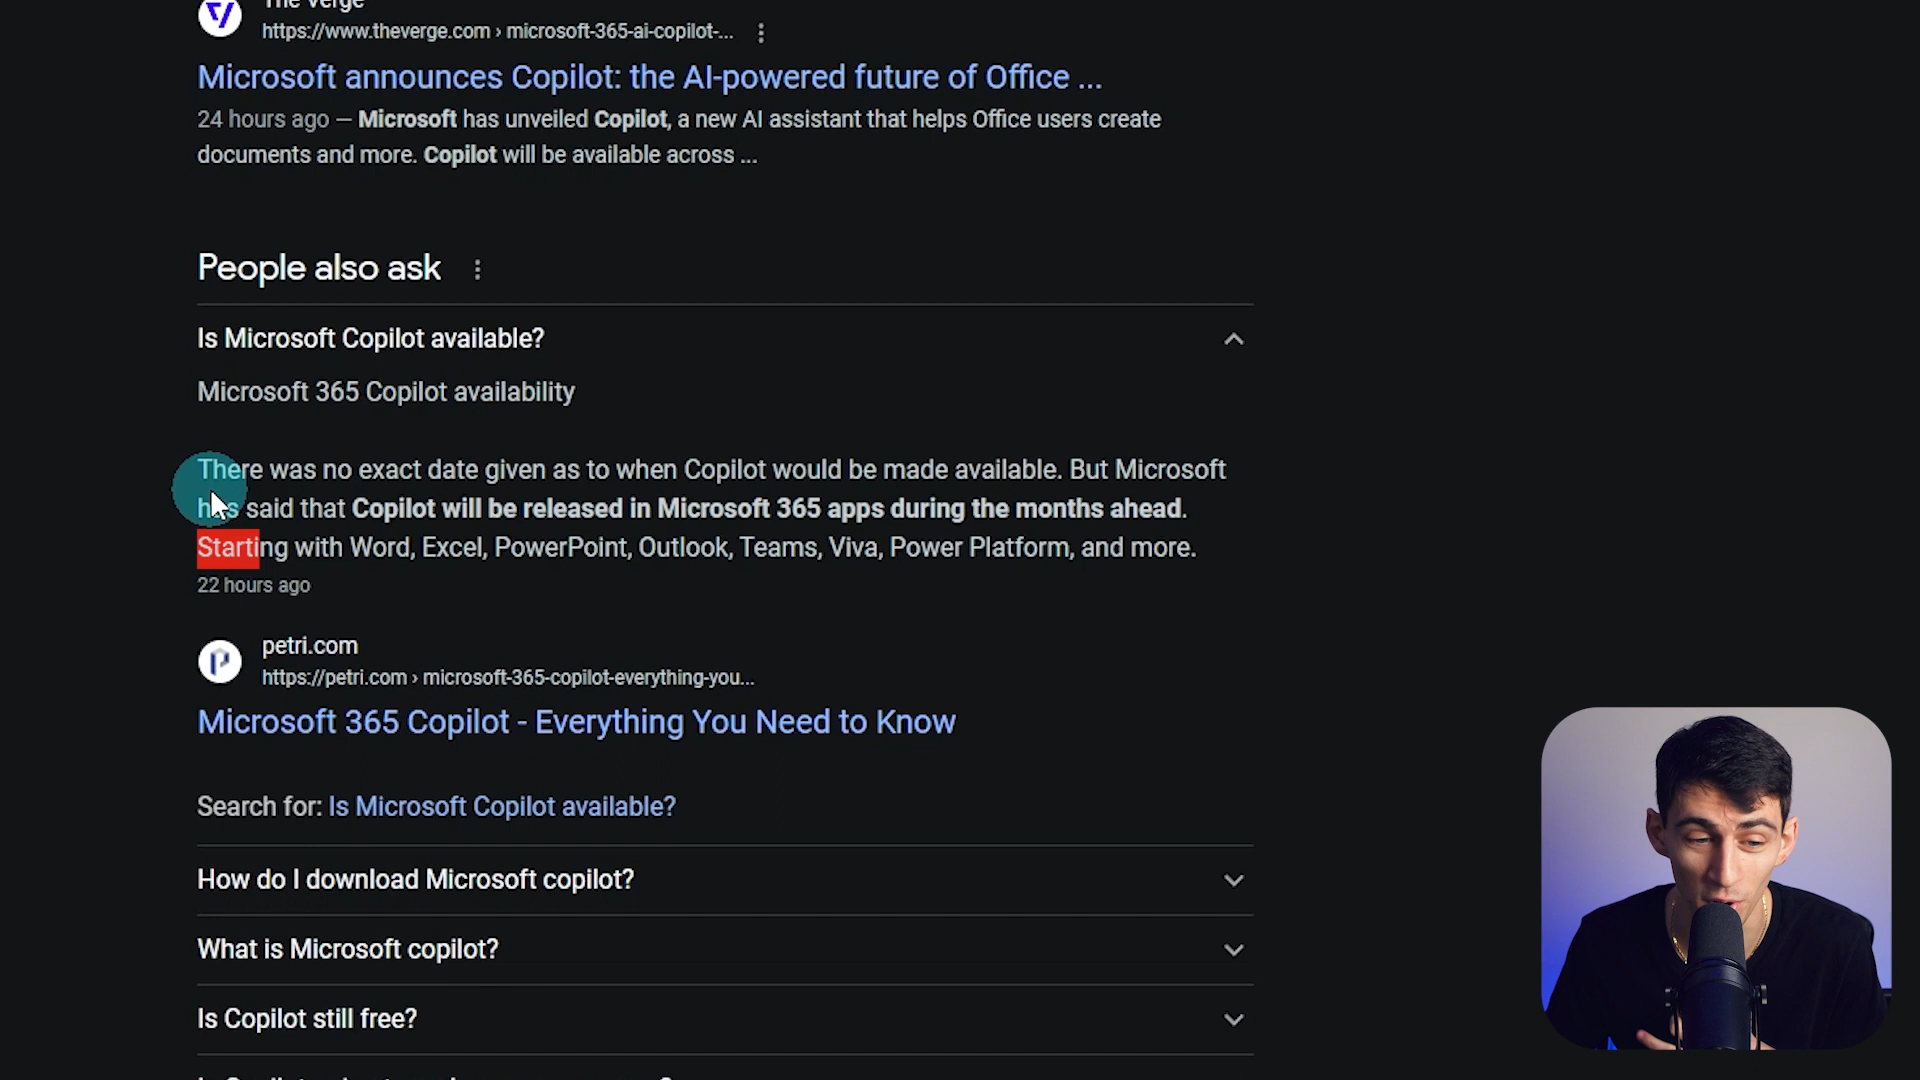 The Verge
https://www.theverge.com › microsoft-365-ai-copilot-...
Microsoft announces Copilot: the AI-powered future of Office ...
24 hours ago — Microsoft has unveiled Copilot, a new AI assistant that helps Office users create
documents and more. Copilot will be available across ...
People also ask
Is Microsoft Copilot available?
Microsoft 365 Copilot availability
There was no exact date given as to when Copilot would be made available. But Microsoft
has said that Copilot will be released in Microsoft 365 apps during the months ahead.
Starting with Word, Excel, PowerPoint, Outlook, Teams, Viva, Power Platform, and more.
22 hours ago
petri.com
https://petri.com › microsoft-365-copilot-everything-you...
Microsoft 365 Copilot - Everything You Need to Know
Search for: Is Microsoft Copilot available?
How do I download Microsoft copilot?
What is Microsoft copilot?
Is Copilot still free?